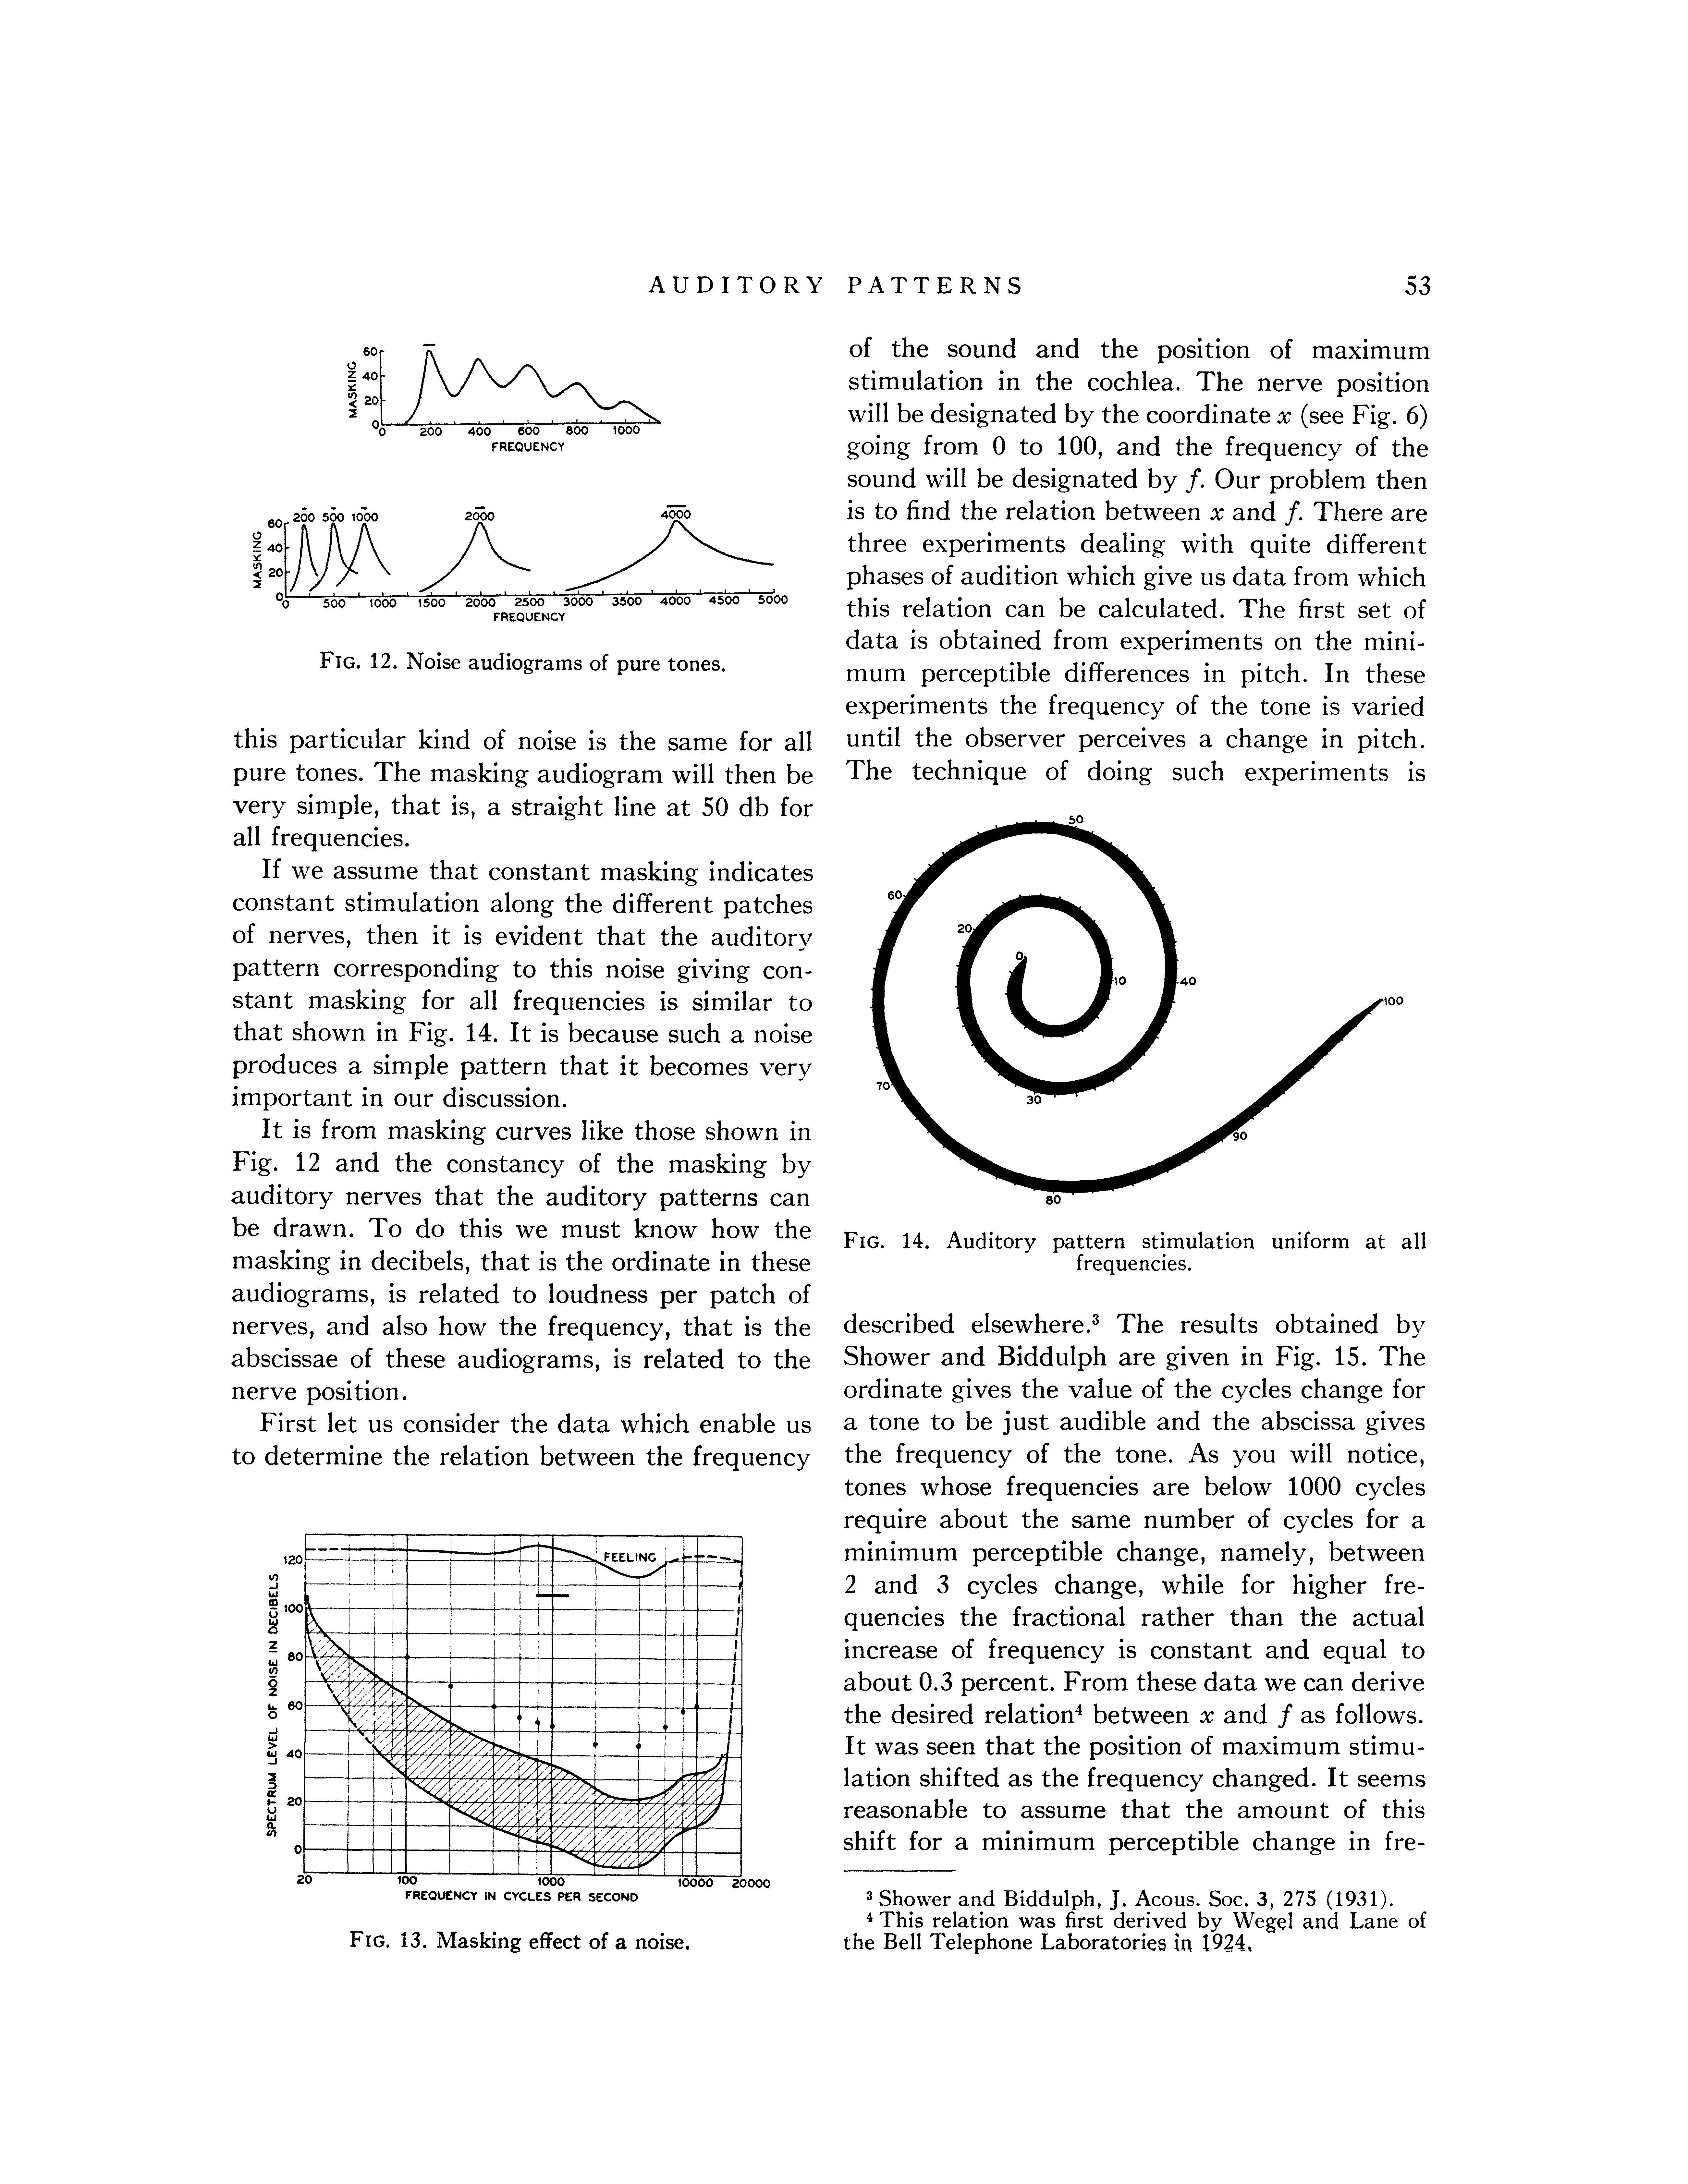 AUDITORY PATTERNS 53
60
40
20
0
MASKING
0 200 400 600 800 1000
FREQUENCY
200 500 1000 2000 4000
60
40
20
0
MASKING
0 500 1000 1500 2000 2500 3000 3500 4000 4500 5000
FREQUENCY
FIG. 12. Noise audiograms of pure tones.
this particular kind of noise is the same for all
pure tones. The masking audiogram will then be
very simple, that is, a straight line at 50 db for
all frequencies.
If we assume that constant masking indicates
constant stimulation along the different patches
of nerves, then it is evident that the auditory
pattern corresponding to this noise giving con-
stant masking for all frequencies is similar to
that shown in Fig. 14. It is because such a noise
produces a simple pattern that it becomes very
important in our discussion.
It is from masking curves like those shown in
Fig. 12 and the constancy of the masking by
auditory nerves that the auditory patterns can
be drawn. To do this we must know how the
masking in decibels, that is the ordinate in these
audiograms, is related to loudness per patch of
nerves, and also how the frequency, that is the
abscissae of these audiograms, is related to the
nerve position.
First let us consider the data which enable us
to determine the relation between the frequency
FEELING
120
100
80
60
40
20
0
SPECTRUM LEVEL OF NOISE IN DECIBELS
20 100 1000 10000 20000
FREQUENCY IN CYCLES PER SECOND
FIG. 13. Masking effect of a noise.
of the sound and the position of maximum
stimulation in the cochlea. The nerve position
will be designated by the coordinate x (see Fig. 6)
going from 0 to 100, and the frequency of the
sound will be designated by f. Our problem then
is to find the relation between x and f. There are
three experiments dealing with quite different
phases of audition which give us data from which
this relation can be calculated. The first set of
data is obtained from experiments on the mini-
mum perceptible differences in pitch. In these
experiments the frequency of the tone is varied
until the observer perceives a change in pitch.
The technique of doing such experiments is
50
60
20
0
10
40
100
70
30
90
80
FIG. 14. Auditory pattern stimulation uniform at all
frequencies.
described elsewhere.³ The results obtained by
Shower and Biddulph are given in Fig. 15. The
ordinate gives the value of the cycles change for
a tone to be just audible and the abscissa gives
the frequency of the tone. As you will notice,
tones whose frequencies are below 1000 cycles
require about the same number of cycles for a
minimum perceptible change, namely, between
2 and 3 cycles change, while for higher fre-
quencies the fractional rather than the actual
increase of frequency is constant and equal to
about 0.3 percent. From these data we can derive
the desired relation⁴ between x and f as follows.
It was seen that the position of maximum stimu-
lation shifted as the frequency changed. It seems
reasonable to assume that the amount of this
shift for a minimum perceptible change in fre-
³ Shower and Biddulph, J. Acous. Soc. 3, 275 (1931).
⁴ This relation was first derived by Wegel and Lane of
the Bell Telephone Laboratories in 1924.